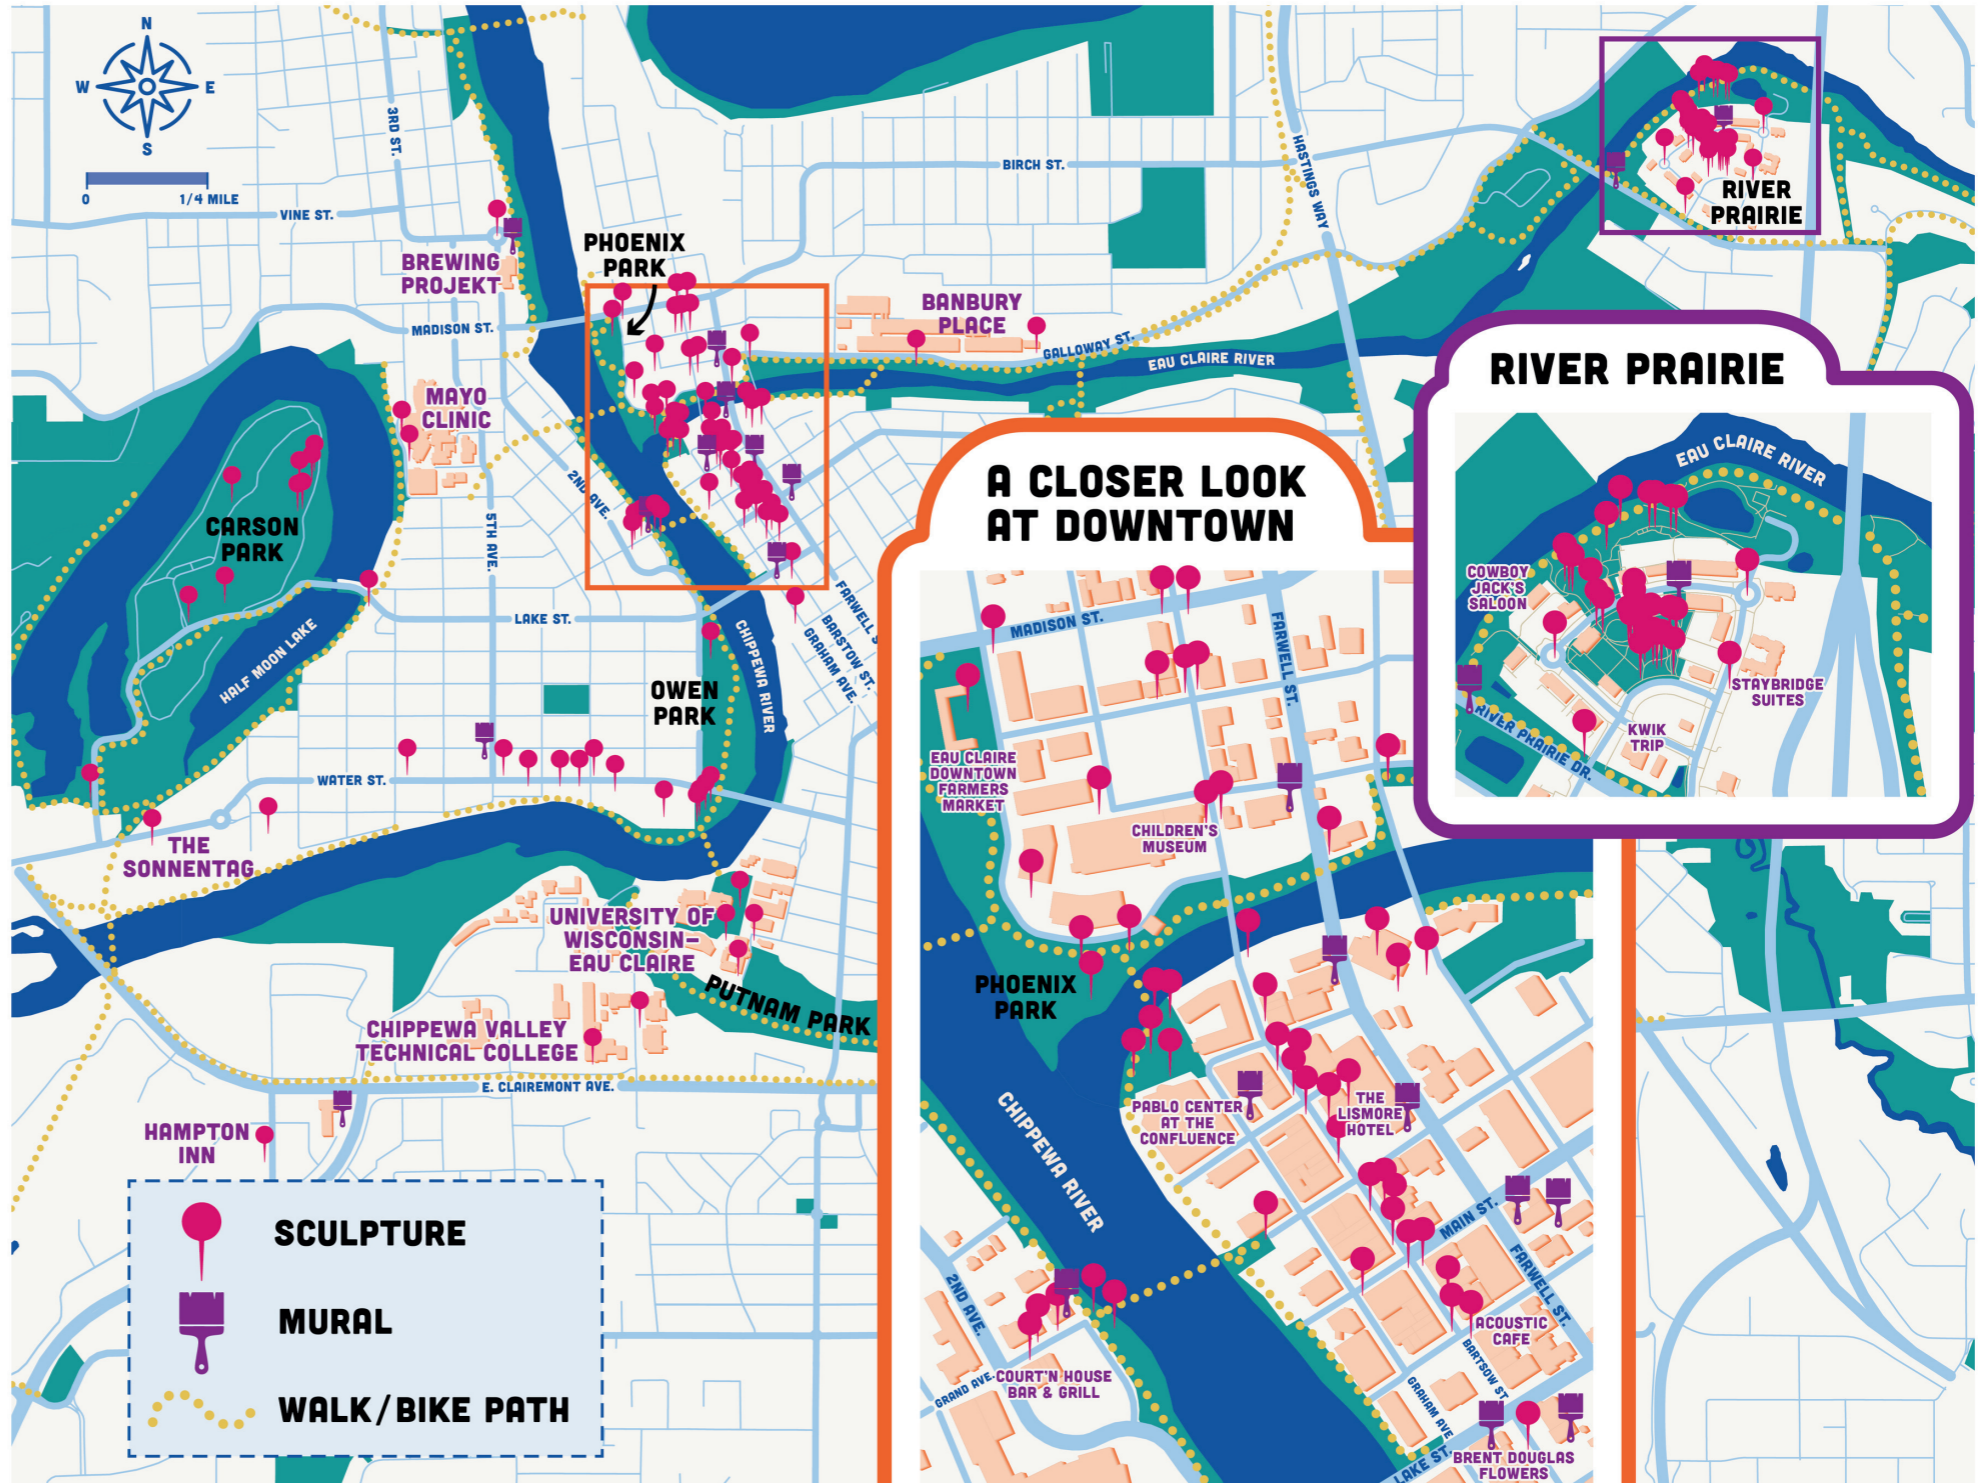 N
W
E
S
0
1/4 MILE
3RD ST.
VINE ST.
BREWING
PROJEKT
PHOENIX
PARK
MADISON ST.
BIRCH ST.
HASTINGS WAY
BANBURY
PLACE
GALLOWAY ST.
EAU CLAIRE RIVER
RIVER
PRAIRIE
MAYO
CLINIC
CARSON
PARK
2ND AVE.
5TH AVE.
HALF MOON LAKE
LAKE ST.
CHIPPEWA RIVER
FARWELL S
BARSTOW ST.
GRAHAM AVE.
OWEN
PARK
WATER ST.
THE
SONNENTAG
UNIVERSITY OF
WISCONSIN–
EAU CLAIRE
PUTNAM PARK
CHIPPEWA VALLEY
TECHNICAL COLLEGE
E. CLAIREMONT AVE.
HAMPTON
INN
SCULPTURE
MURAL
WALK/BIKE PATH
A CLOSER LOOK
AT DOWNTOWN
MADISON ST.
FARWELL ST.
EAU CLAIRE
DOWNTOWN
FARMERS
MARKET
CHILDREN'S
MUSEUM
PHOENIX
PARK
CHIPPEWA RIVER
PABLO CENTER
AT THE
CONFLUENCE
THE
LISMORE
HOTEL
MAIN ST.
FARWELL ST.
2ND AVE.
ACOUSTIC
CAFE
BARTSOW ST
GRAHAM AVE
GRAND AVE.
COURT'N HOUSE
BAR & GRILL
LAKE ST.
BRENT DOUGLAS
FLOWERS
RIVER PRAIRIE
EAU CLAIRE RIVER
COWBOY
JACK'S
SALOON
STAYBRIDGE
SUITES
KWIK
TRIP
RIVER PRAIRIE DR.